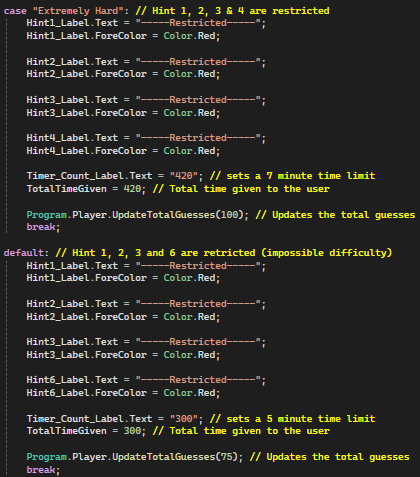 case "Extremely Hard": // Hint 1, 2, 3 & 4 are restricted
Hint1_Label.Text = "-----Restricted-----";
Hint1_Label.ForeColor = Color.Red;
Hint2_Label.Text = "-----Restricted-----";
Hint2_Label.ForeColor = Color.Red;
Hint3_Label.Text = "-----Restricted-----";
Hint3_Label.ForeColor = Color.Red;
Hint4_Label.Text = "-----Restricted-----";
Hint4_Label.ForeColor = Color.Red;
Timer_Count_Label.Text = "420"; // sets a 7 minute time limit
TotalTimeGiven = 420; // Total time given to the user
Program.Player.UpdateTotalGuesses(100); // Updates the total guesses
break;
default: // Hint 1, 2, 3 and 6 are retricted (impossible difficulty)
Hint1_Label.Text = "-----Restricted-----";
Hint1_Label.ForeColor = Color.Red;
Hint2_Label.Text = "-----Restricted-----";
Hint2_Label.ForeColor = Color.Red;
Hint3_Label.Text = "-----Restricted-----";
Hint3_Label.ForeColor = Color.Red;
Hint6_Label.Text = "-----Restricted-----";
Hint6_Label.ForeColor = Color.Red;
Timer_Count_Label.Text = "300"; // sets a 5 minute time limit
TotalTimeGiven = 300; // Total time given to the user
Program.Player.UpdateTotalGuesses(75); // Updates the total guesses
break;